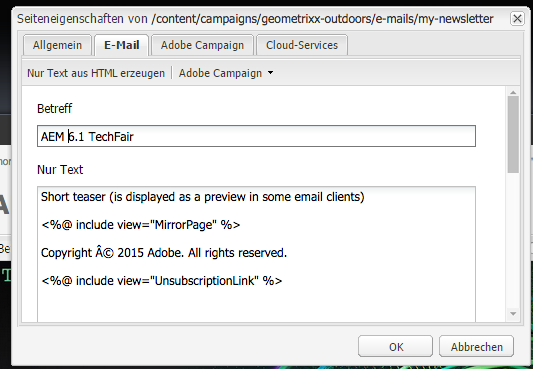 Seiteneigenschaften von /content/campaigns/geometrixx-outdoors/e-mails/my-newsletter
Allgemein E-Mail Adobe Campaign Cloud-Services
Nur Text aus HTML erzeugen Adobe Campaign
Betreff
AEM 6.1 TechFair
Nur Text
Short teaser (is displayed as a preview in some email clients)
<%@ include view="MirrorPage" %>
Copyright Â© 2015 Adobe. All rights reserved.
<%@ include view="UnsubscriptionLink" %>
OK Abbrechen